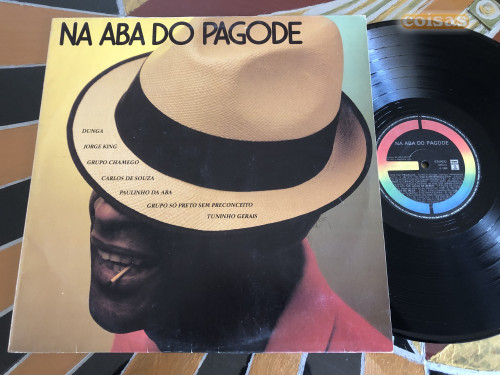 coisas
NA ABA DO PAGODE
DUNGA
JORGE KING
GRUPO CHAMEGO
CARLOS DE SOUZA
PAULINHO DA ABA
GRUPO SÓ PRETO SEM PRECONCEITO
TUNINHO GERAIS
NA ABA DO PAGODE